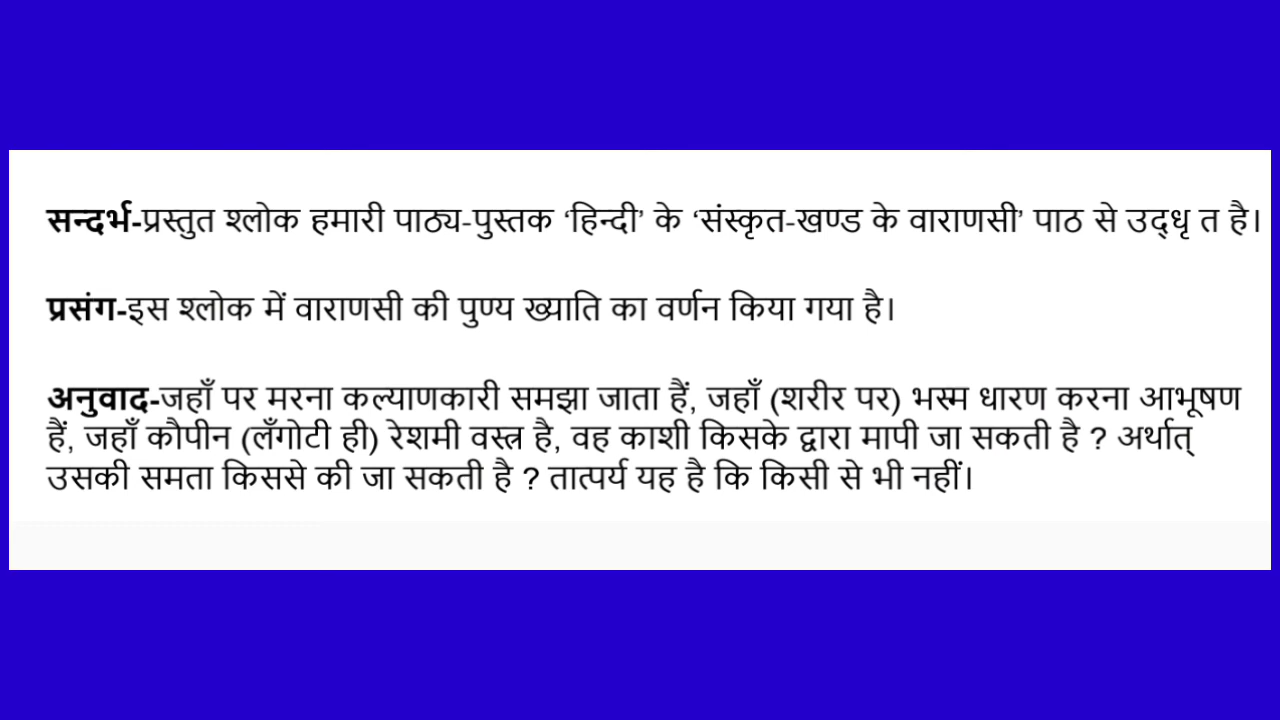 सन्दर्भ-प्रस्तुत श्लोक हमारी पाठ्य-पुस्तक ‘हिन्दी’ के ‘संस्कृत-खण्ड के वाराणसी’ पाठ से उद्धृ त है।
प्रसंग-इस श्लोक में वाराणसी की पुण्य ख्याति का वर्णन किया गया है।
अनुवाद-जहाँ पर मरना कल्याणकारी समझा जाता हैं, जहाँ (शरीर पर) भस्म धारण करना आभूषण
हैं, जहाँ कौपीन (लँगोटी ही) रेशमी वस्त्र है, वह काशी किसके द्वारा मापी जा सकती है ? अर्थात्
उसकी समता किससे की जा सकती है ? तात्पर्य यह है कि किसी से भी नहीं।